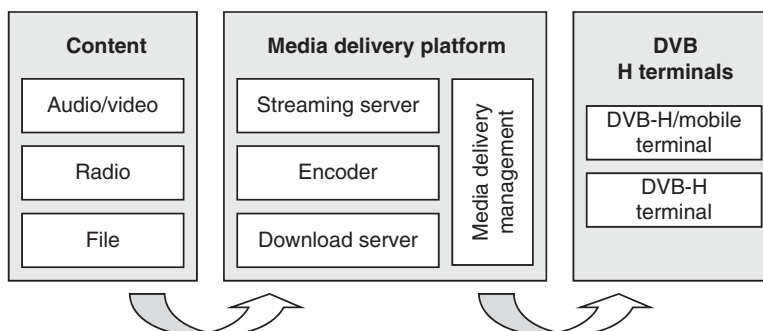 Content
Audio/video
Radio
File
Media delivery platform
Streaming server
Encoder
Download server
Media delivery
management
DVB
H terminals
DVB-H/mobile
terminal
DVB-H
terminal